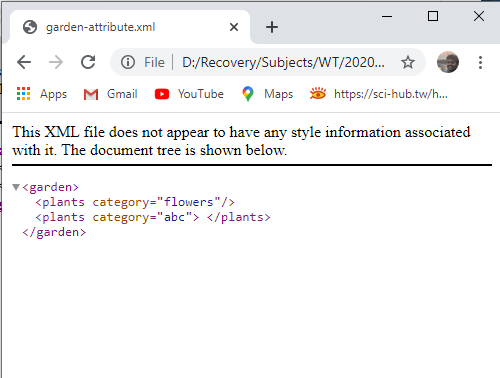 garden-attribute.xml
File | D:/Recovery/Subjects/WT/2020...
Apps Gmail YouTube Maps https://sci-hub.tw/h...
This XML file does not appear to have any style information associated
with it. The document tree is shown below.
<garden>
<plants category="flowers"/>
<plants category="abc"> </plants>
</garden>